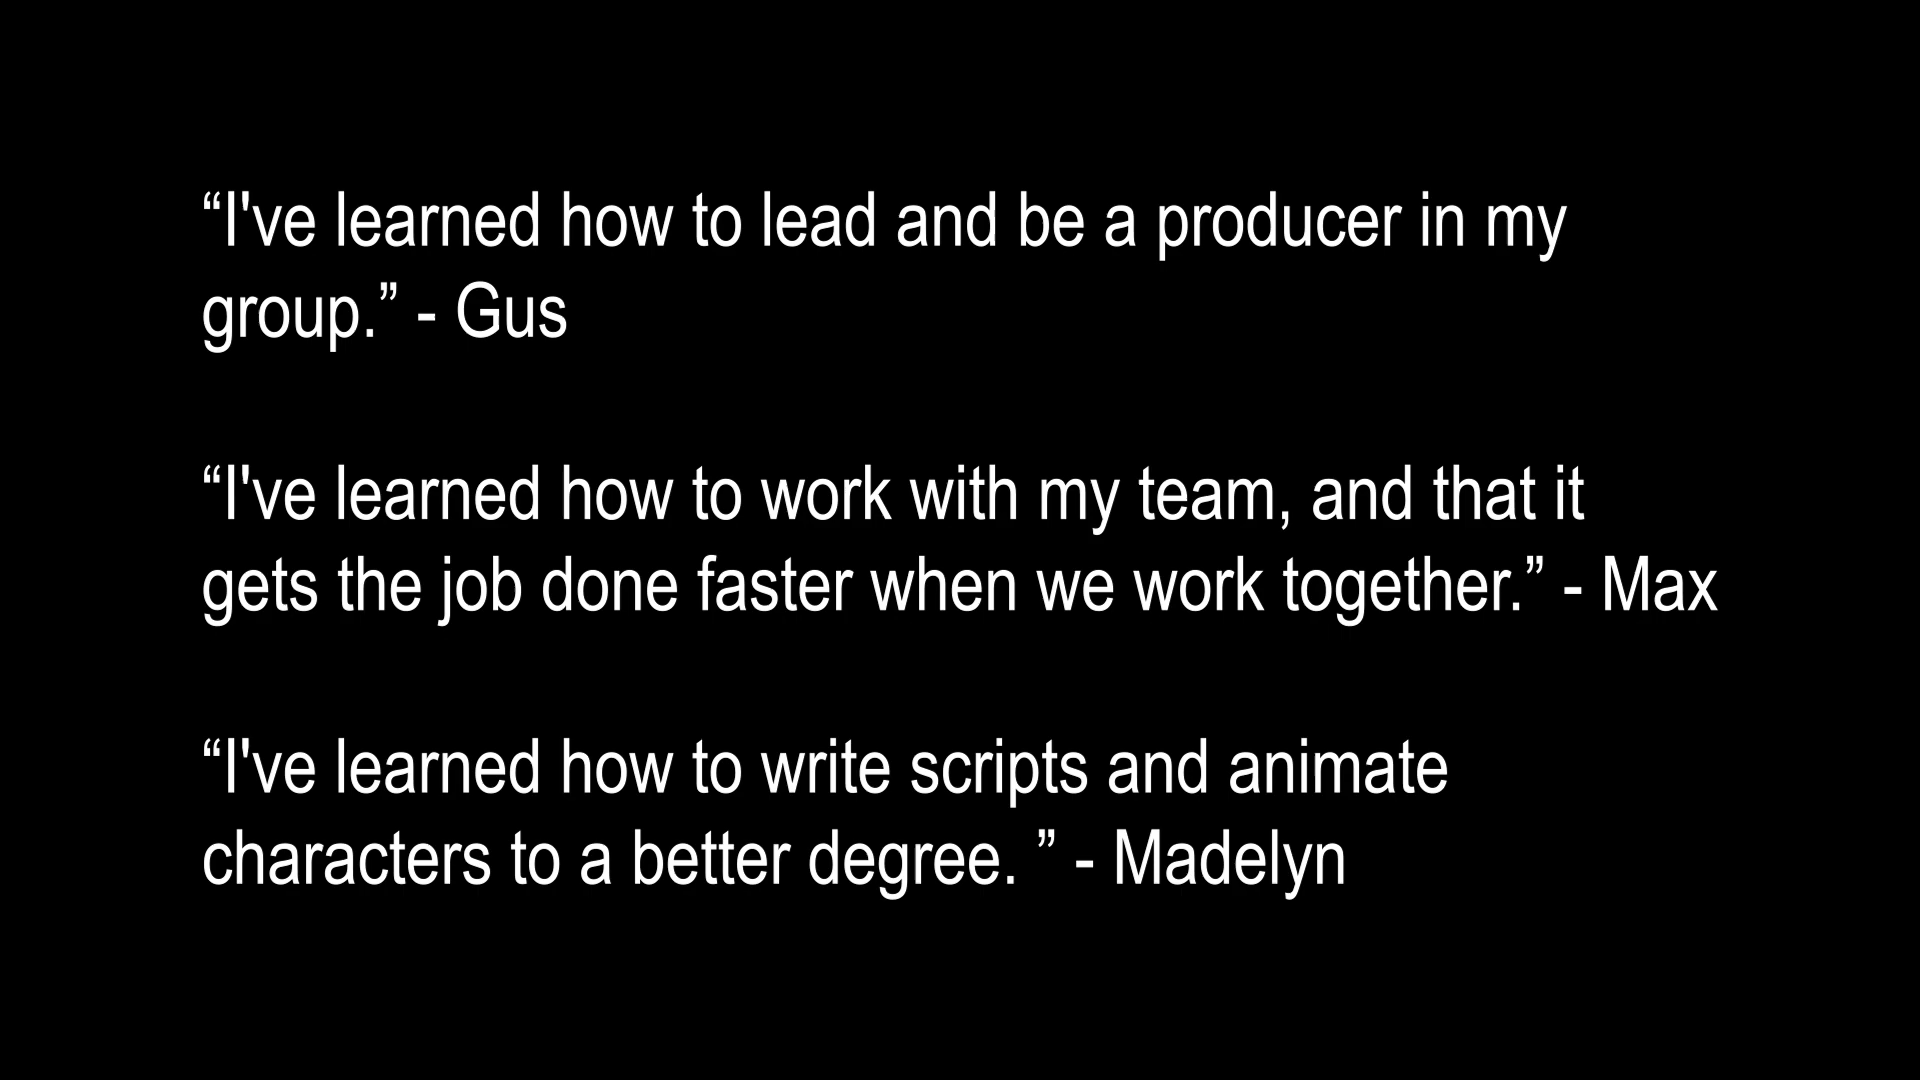 “I've learned how to lead and be a producer in my
group.” - Gus
“I've learned how to work with my team, and that it
gets the job done faster when we work together.” - Max
“I've learned how to write scripts and animate
characters to a better degree. ” - Madelyn